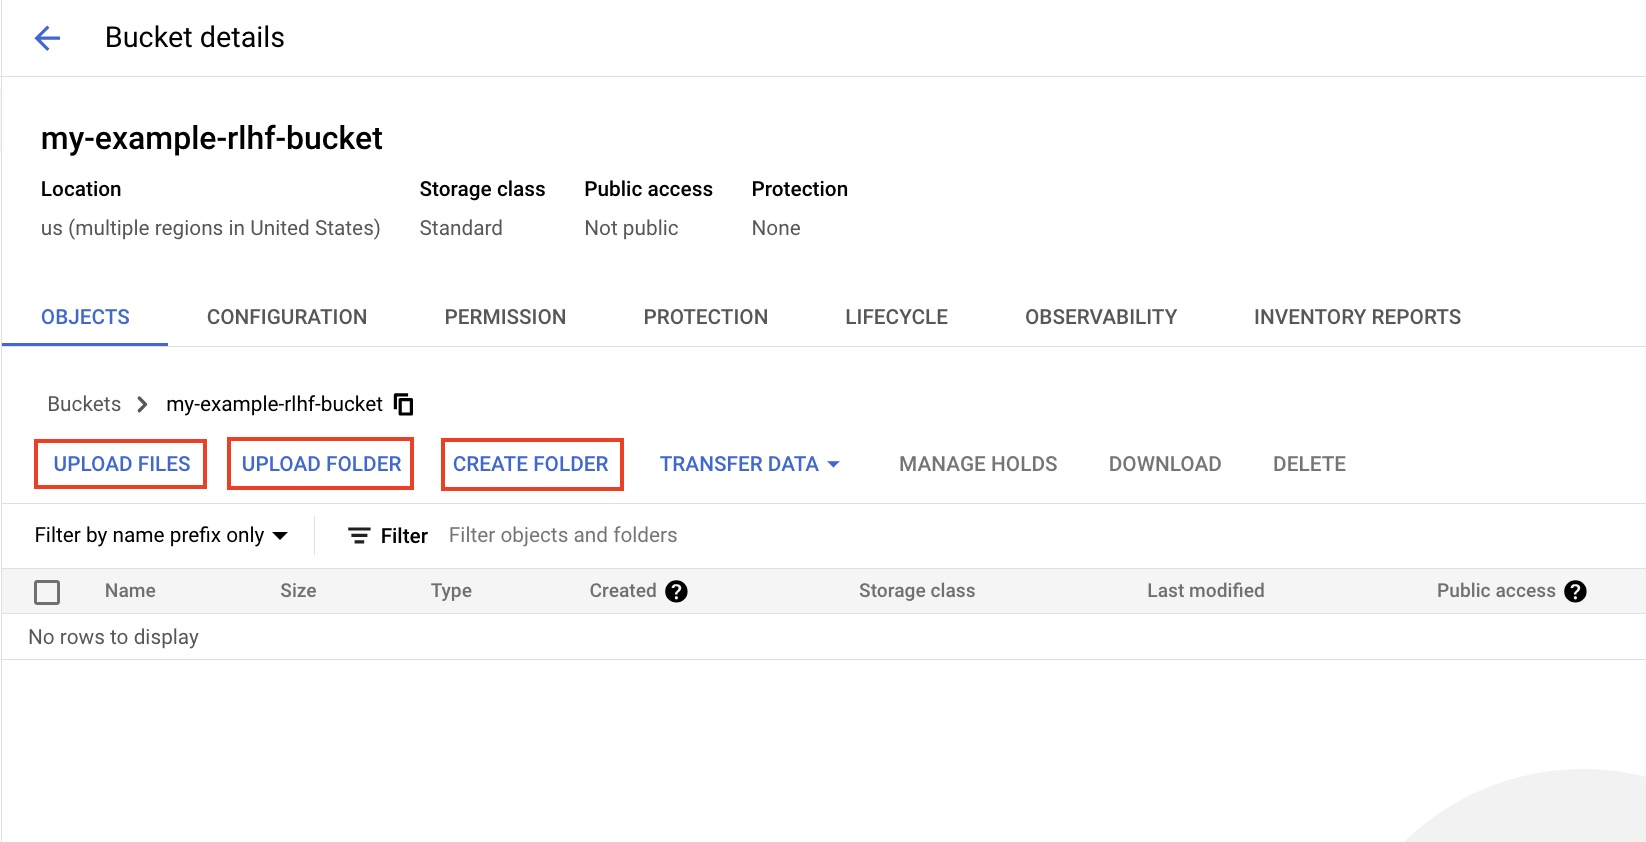 Bucket details
my-example-rlhf-bucket
Location Storage class Public access Protection
us (multiple regions in United States) Standard Not public None
OBJECTS CONFIGURATION PERMISSION PROTECTION LIFECYCLE OBSERVABILITY INVENTORY REPORTS
Buckets my-example-rlhf-bucket
UPLOAD FILES UPLOAD FOLDER CREATE FOLDER TRANSFER DATA MANAGE HOLDS DOWNLOAD DELETE
Filter by name prefix only Filter Filter objects and folders
Name Size Type Created ? Storage class Last modified Public access ?
No rows to display